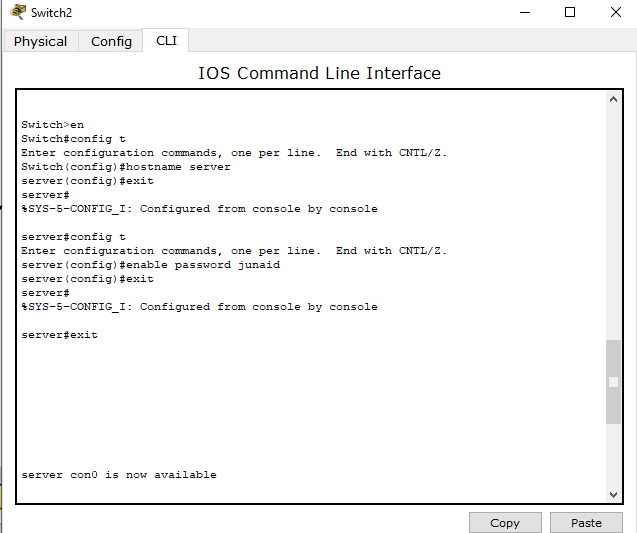 Switch2
Physical Config CLI
IOS Command Line Interface
Switch>en
Switch#config t
Enter configuration commands, one per line.  End with CNTL/Z.
Switch(config)#hostname server
server(config)#exit
server#
%SYS-5-CONFIG_I: Configured from console by console
server#config t
Enter configuration commands, one per line.  End with CNTL/Z.
server(config)#enable password junaid
server(config)#exit
server#
%SYS-5-CONFIG_I: Configured from console by console
server#exit
server con0 is now available
Copy Paste